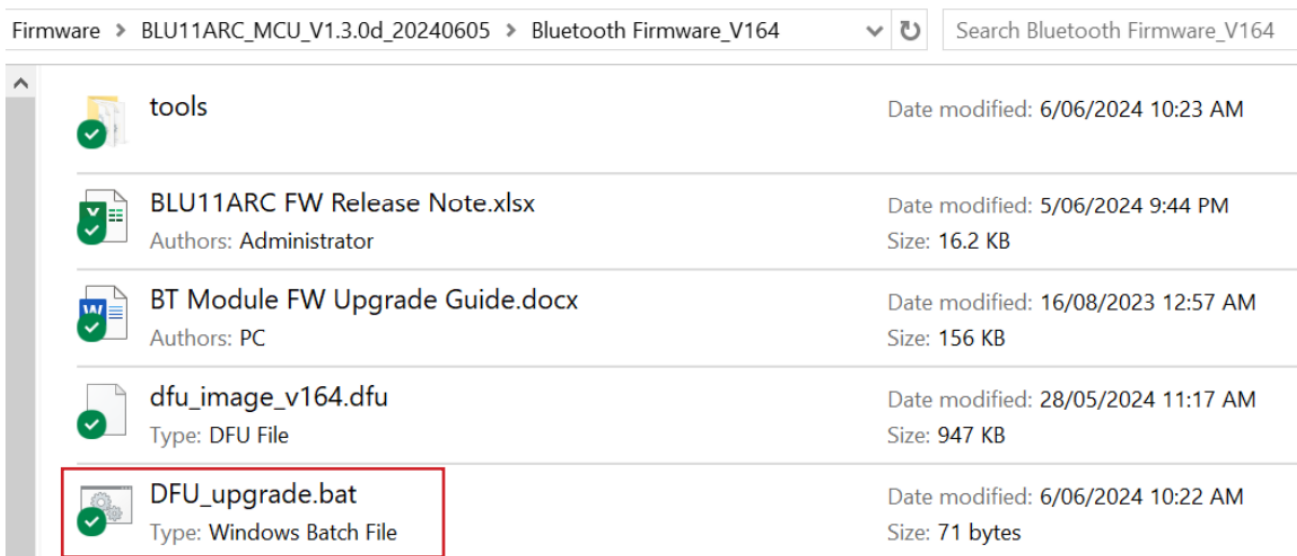 Firmware > BLU11ARC_MCU_V1.3.0d_20240605 > Bluetooth Firmware_V164
Search Bluetooth Firmware_V164
tools
Date modified: 6/06/2024 10:23 AM
BLU11ARC FW Release Note.xlsx
Date modified: 5/06/2024 9:44 PM
Authors: Administrator
Size: 16.2 KB
BT Module FW Upgrade Guide.docx
Date modified: 16/08/2023 12:57 AM
Authors: PC
Size: 156 KB
dfu_image_v164.dfu
Date modified: 28/05/2024 11:17 AM
Type: DFU File
Size: 947 KB
DFU_upgrade.bat
Date modified: 6/06/2024 10:22 AM
Type: Windows Batch File
Size: 71 bytes